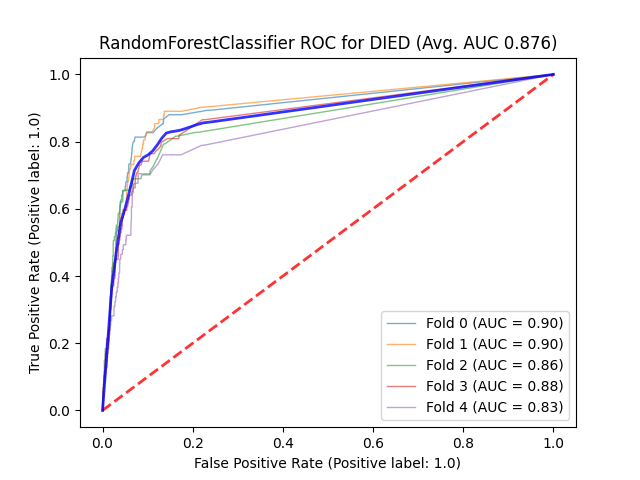 RandomForestClassifier ROC for DIED (Avg. AUC 0.876)
True Positive Rate (Positive label: 1.0)
1.0
0.8
0.6
0.4
0.2
0.0
Fold 0 (AUC = 0.90)
Fold 1 (AUC = 0.90)
Fold 2 (AUC = 0.86)
Fold 3 (AUC = 0.88)
Fold 4 (AUC = 0.83)
0.0 0.2 0.4 0.6 0.8 1.0
False Positive Rate (Positive label: 1.0)